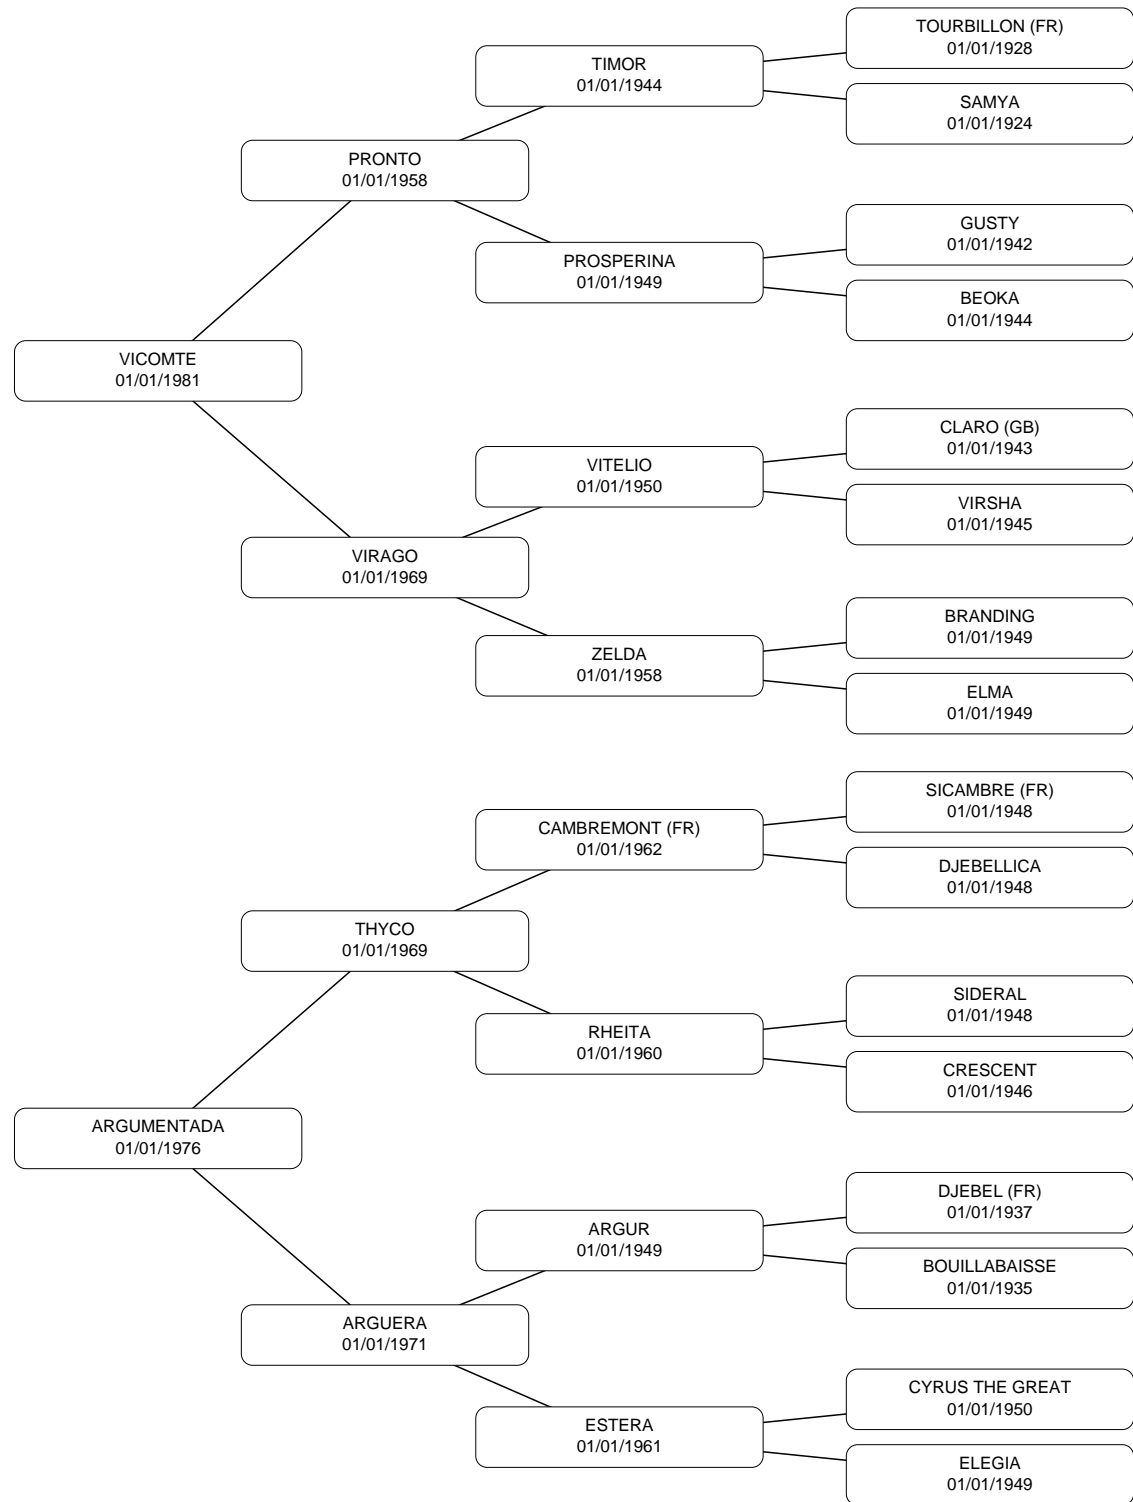 TOURBILLON (FR)
01/01/1928
TIMOR
01/01/1944
SAMYA
01/01/1924
PRONTO
01/01/1958
GUSTY
01/01/1942
PROSPERINA
01/01/1949
BEOKA
01/01/1944
VICOMTE
01/01/1981
CLARO (GB)
01/01/1943
VITELIO
01/01/1950
VIRSHA
01/01/1945
VIRAGO
01/01/1969
BRANDING
01/01/1949
ZELDA
01/01/1958
ELMA
01/01/1949
SICAMBRE (FR)
01/01/1948
CAMBREMONT (FR)
01/01/1962
DJEBELLICA
01/01/1948
THYCO
01/01/1969
SIDERAL
01/01/1948
RHEITA
01/01/1960
CRESCENT
01/01/1946
ARGUMENTADA
01/01/1976
DJEBEL (FR)
01/01/1937
ARGUR
01/01/1949
BOUILLABAISSE
01/01/1935
ARGUERA
01/01/1971
CYRUS THE GREAT
01/01/1950
ESTERA
01/01/1961
ELEGIA
01/01/1949